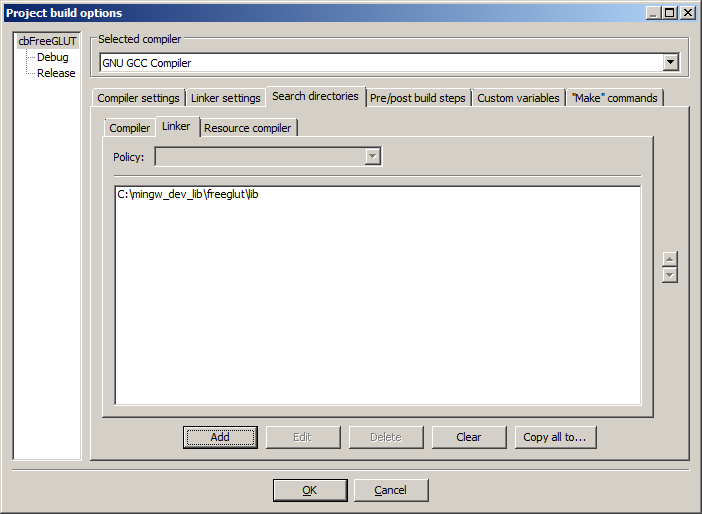 Project build options
cbFreeGLUT
Debug
Release
Selected compiler
GNU GCC Compiler
Compiler settings
Linker settings
Search directories
Pre/post build steps
Custom variables
"Make" commands
Compiler
Linker
Resource compiler
Policy:
C:\mingw_dev_lib\freeglut\lib
Add
Edit
Delete
Clear
Copy all to...
OK
Cancel